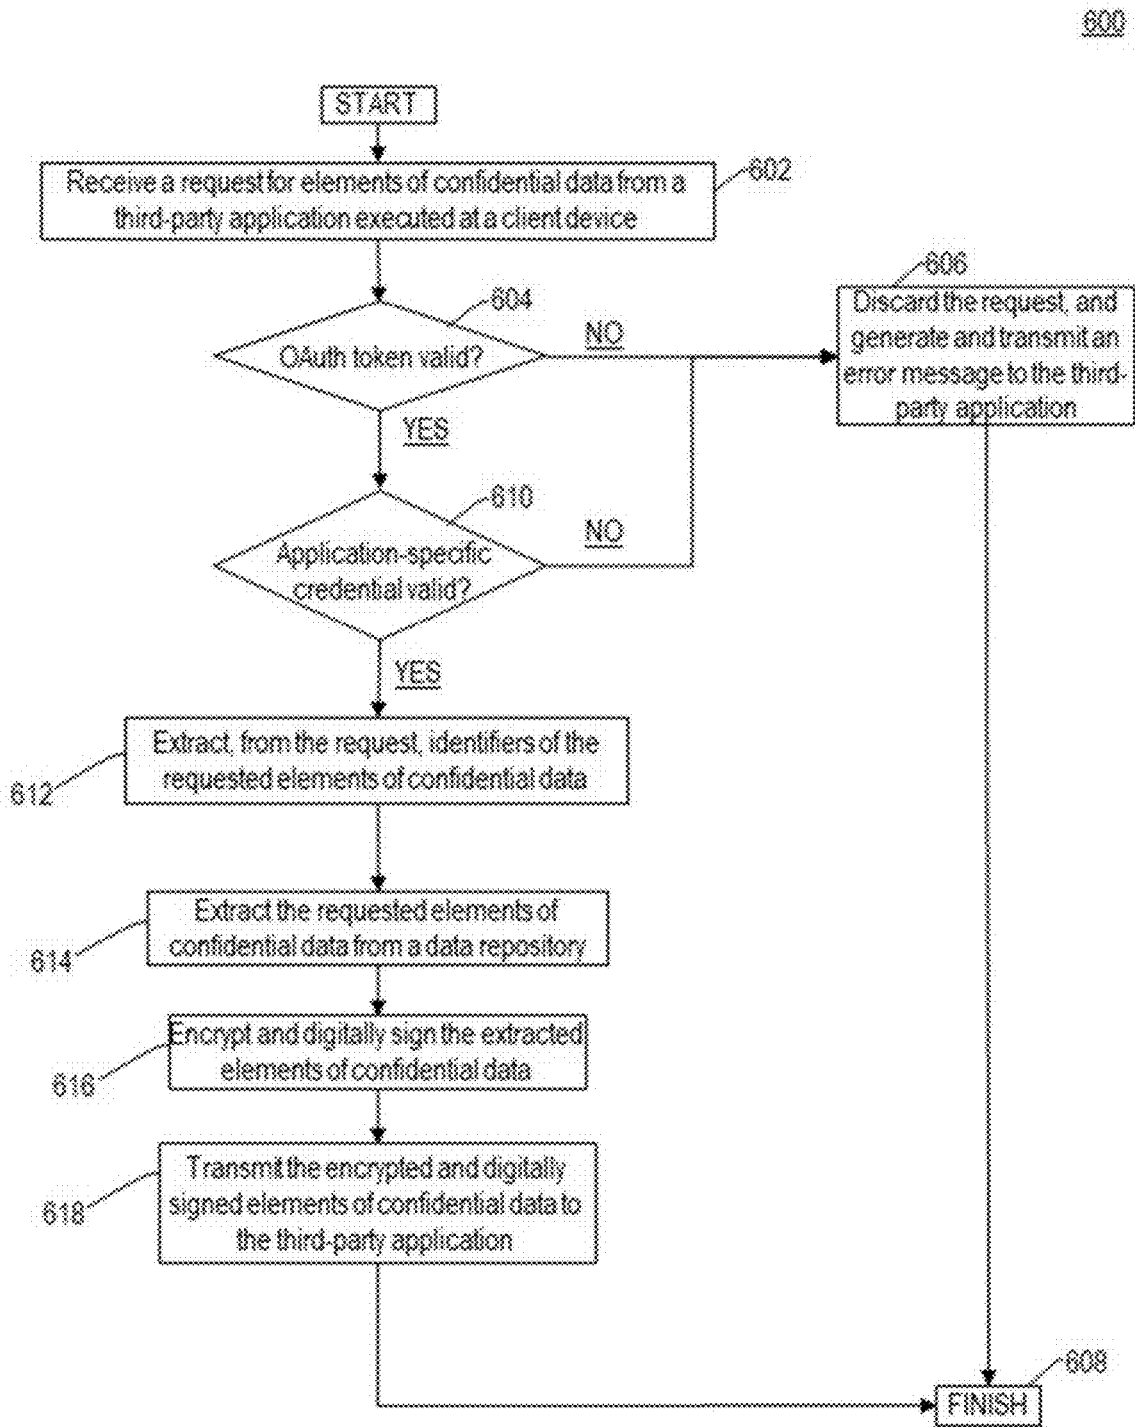 600
START
602
Receive a request for elements of confidential data from a
third-party application executed at a client device
606
Discard the request, and
generate and transmit an
error message to the third-
party application
604
OAuth token valid?
NO
YES
610
Application-specific
credential valid?
NO
YES
612
Extract, from the request, identifiers of the
requested elements of confidential data
614
Extract the requested elements of
confidential data from a data repository
616
Encrypt and digitally sign the extracted
elements of confidential data
618
Transmit the encrypted and digitally
signed elements of confidential data to
the third-party application
608
FINISH